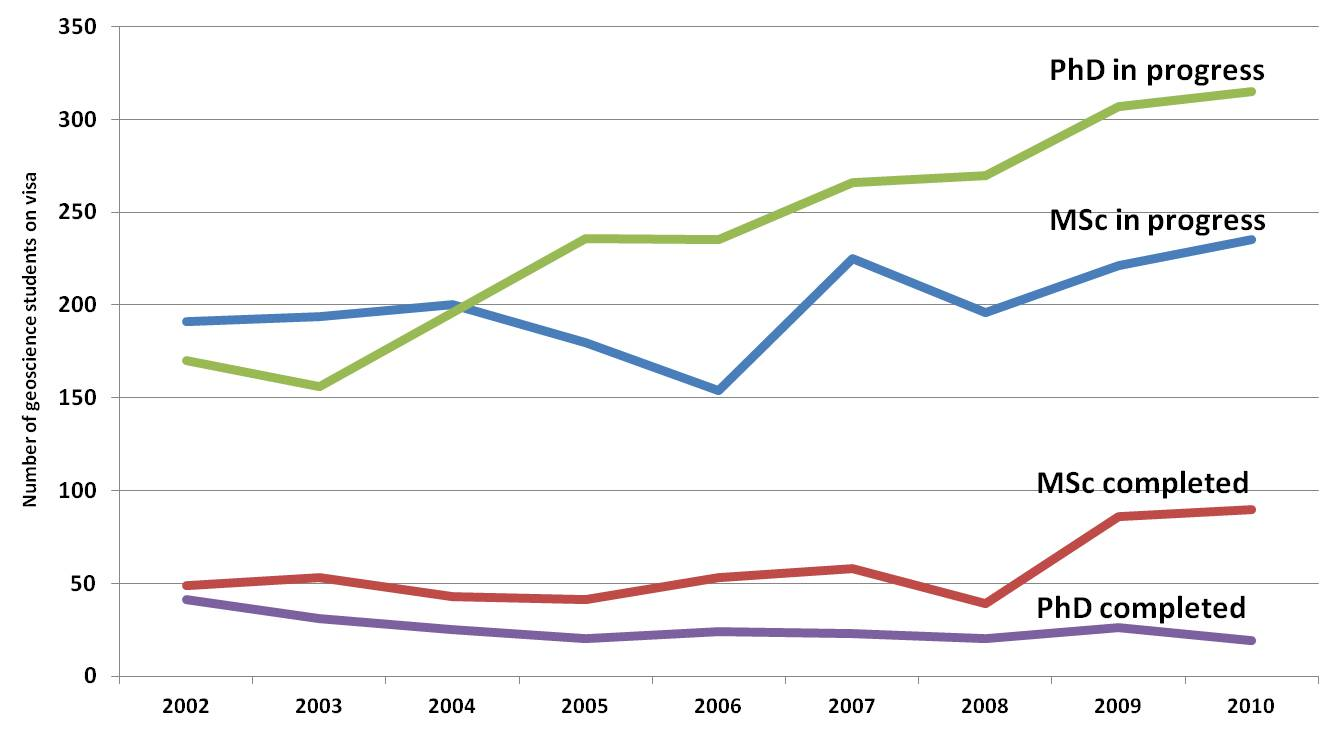 350
PhD in progress
300
250
MSc in progress
Number of geoscience students on visa
200
150
100
MSc completed
50
PhD completed
0
2002 2003 2004 2005 2006 2007 2008 2009 2010